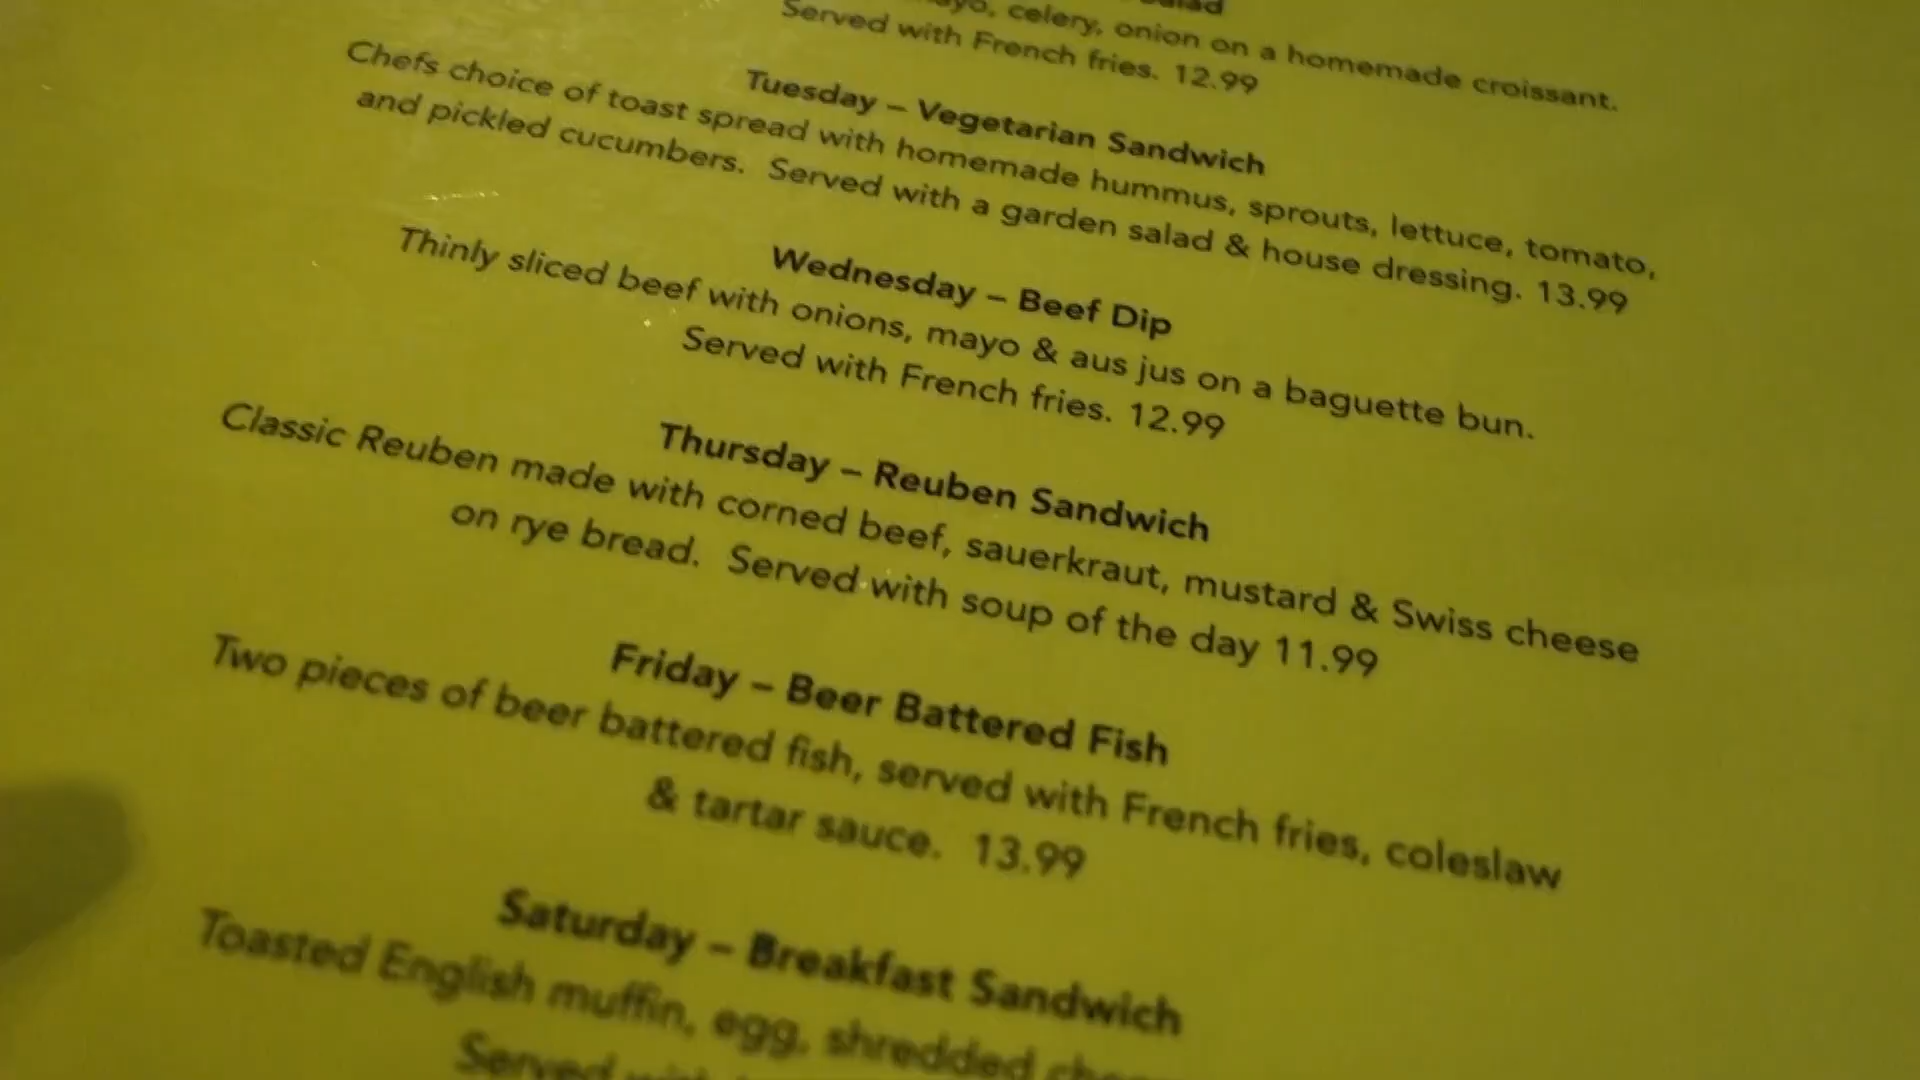 celery, onion on a homemade croissant.
Served with French fries. 12.99
Tuesday – Vegetarian Sandwich
Chefs choice of toast spread with homemade hummus, sprouts, lettuce, tomato,
and pickled cucumbers. Served with a garden salad & house dressing. 13.99
Wednesday – Beef Dip
Thinly sliced beef with onions, mayo & aus jus on a baguette bun.
Served with French fries. 12.99
Thursday – Reuben Sandwich
Classic Reuben made with corned beef, sauerkraut, mustard & Swiss cheese
on rye bread. Served with soup of the day 11.99
Friday – Beer Battered Fish
Two pieces of beer battered fish, served with French fries, coleslaw
& tartar sauce. 13.99
Saturday – Breakfast Sandwich
Toasted English muffin, egg, shredded
Served